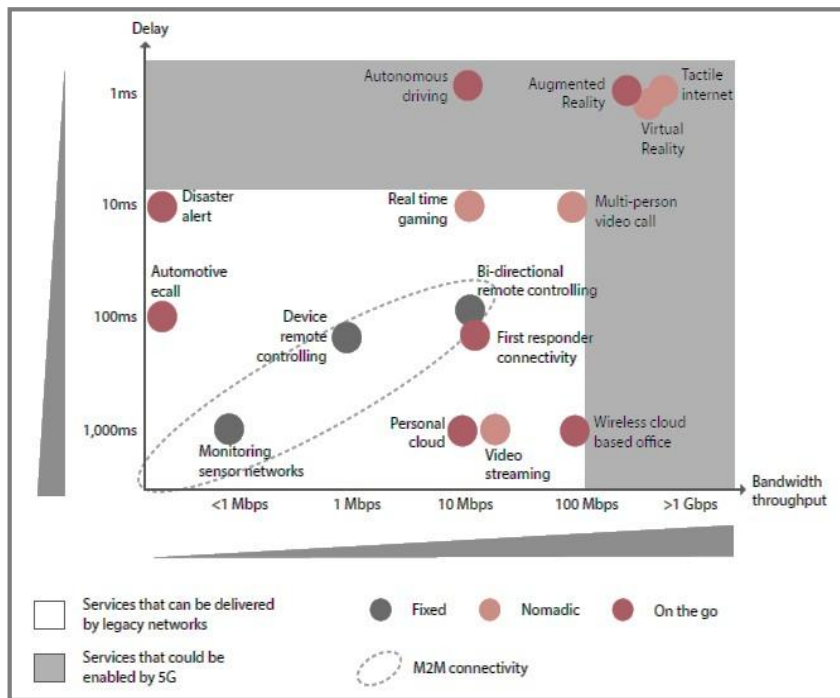 Delay
1ms
Autonomous
driving
Augmented
Reality
Tactile
internet
Virtual
Reality
10ms
Disaster
alert
Real time
gaming
Multi-person
video call
Automotive
ecall
Bi-directional
remote controlling
100ms
Device
remote
controlling
First responder
connectivity
1,000ms
Monitoring
sensor networks
Personal
cloud
Video
streaming
Wireless cloud
based office
Bandwidth
throughput
<1 Mbps
1 Mbps
10 Mbps
100 Mbps
>1 Gbps
Services that can be delivered
by legacy networks
Fixed
Nomadic
On the go
Services that could be
enabled by 5G
M2M connectivity